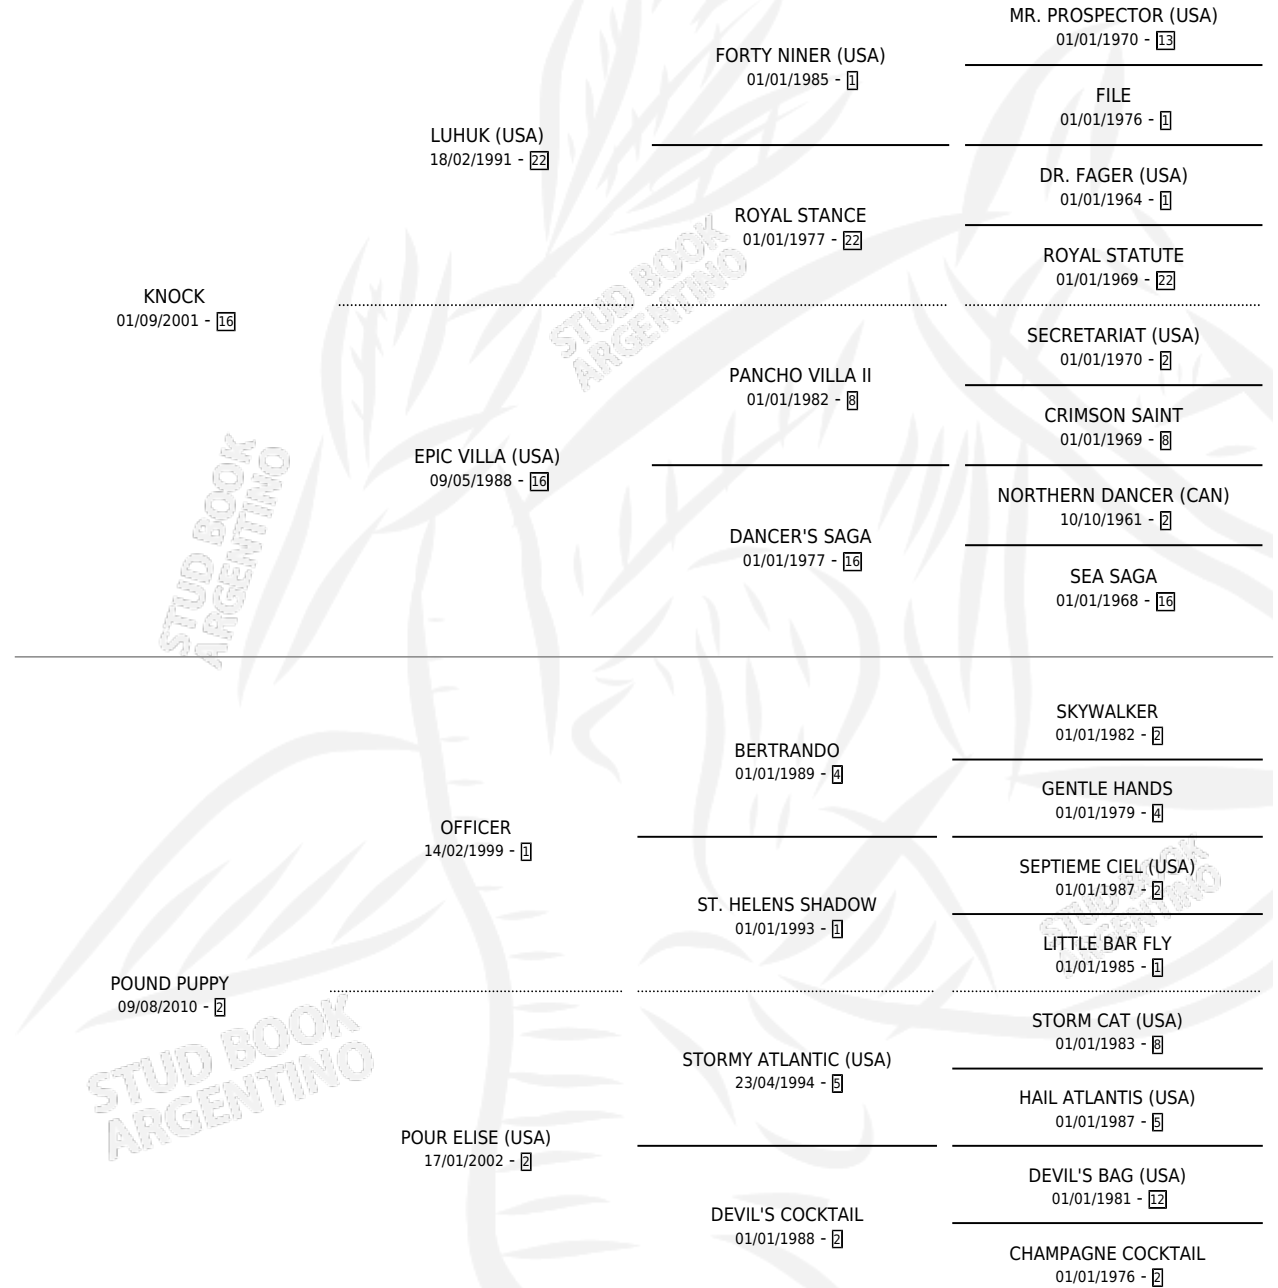 MR. PROSPECTOR (USA)
01/01/1970 - 13
FORTY NINER (USA)
01/01/1985 - 1
FILE
01/01/1976 - 1
LUHUK (USA)
18/02/1991 - 22
DR. FAGER (USA)
01/01/1964 - 1
ROYAL STANCE
01/01/1977 - 22
ROYAL STATUTE
01/01/1969 - 22
KNOCK
01/09/2001 - 16
SECRETARIAT (USA)
01/01/1970 - 2
PANCHO VILLA II
01/01/1982 - 8
CRIMSON SAINT
01/01/1969 - 8
EPIC VILLA (USA)
09/05/1988 - 16
NORTHERN DANCER (CAN)
10/10/1961 - 2
DANCER'S SAGA
01/01/1977 - 16
SEA SAGA
01/01/1968 - 16
STUD BOOK
ARGENTINO
STUD BOOK
ARGENTINO
SKYWALKER
01/01/1982 - 2
BERTRANDO
01/01/1989 - 4
GENTLE HANDS
01/01/1979 - 4
OFFICER
14/02/1999 - 1
SEPTIEME CIEL (USA)
01/01/1987 - 2
ST. HELENS SHADOW
01/01/1993 - 1
LITTLE BAR FLY
01/01/1985 - 1
POUND PUPPY
09/08/2010 - 2
STORM CAT (USA)
01/01/1983 - 8
STORMY ATLANTIC (USA)
23/04/1994 - 5
HAIL ATLANTIS (USA)
01/01/1987 - 5
POUR ELISE (USA)
17/01/2002 - 2
DEVIL'S BAG (USA)
01/01/1981 - 12
DEVIL'S COCKTAIL
01/01/1988 - 2
CHAMPAGNE COCKTAIL
01/01/1976 - 2
STUD BOOK
ARGENTINO
STUD BOOK
ARGENTINO